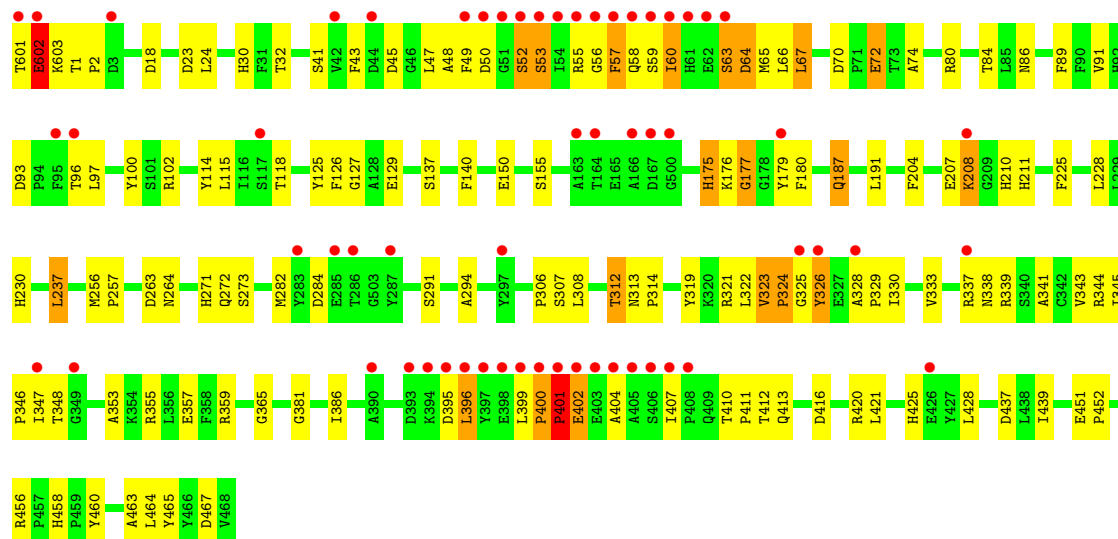 T601 E602 K603 T1 P2 D3 D18 D23 L24 H30 F31 T32 S41 V42 F43 D44 D45 G46 L47 A48 F49 D50 G51 S52 S53 I54 R55 G56 F57 Q58 S59 I60 H61 E62 S63 D64 M65 L66 L67 D70 P71 E72 T73 A74 R80 T84 L85 N86 F89 F90 V91 H92
D93 P94 F95 T96 L97 Y100 S101 R102 Y114 L115 I116 S117 T118 Y125 F126 G127 A128 E129 S137 F140 E150 S155 A163 T164 E165 A166 D167 G500 H175 K176 G177 G178 Y179 F180 Q187 L191 F204 E207 K208 G209 H210 H211 F225 L228 L229
H230 L237 M256 P257 D263 N264 H271 Q272 S273 M282 Y283 D284 E285 T286 G503 Y287 S291 A294 Y297 P306 S307 L308 T312 N313 P314 Y319 K320 R321 L322 V323 P324 G325 N326 E327 A328 P329 I330 V333 R337 N338 R339 S340 A341 C342 V343 R344 I345
P346 I347 T348 G349 A353 K354 R355 L356 E357 F358 R359 G365 G381 I386 A390 D393 K394 D395 L396 Y397 E398 L399 P400 P401 E402 E403 A404 A405 S406 I407 P408 Q409 T410 P411 T412 Q413 D416 R420 L421 H425 E426 Y427 L428 D437 L438 I439 E451 P452
R456 P457 H458 P459 Y460 A463 L464 Y465 Y466 D467 V468